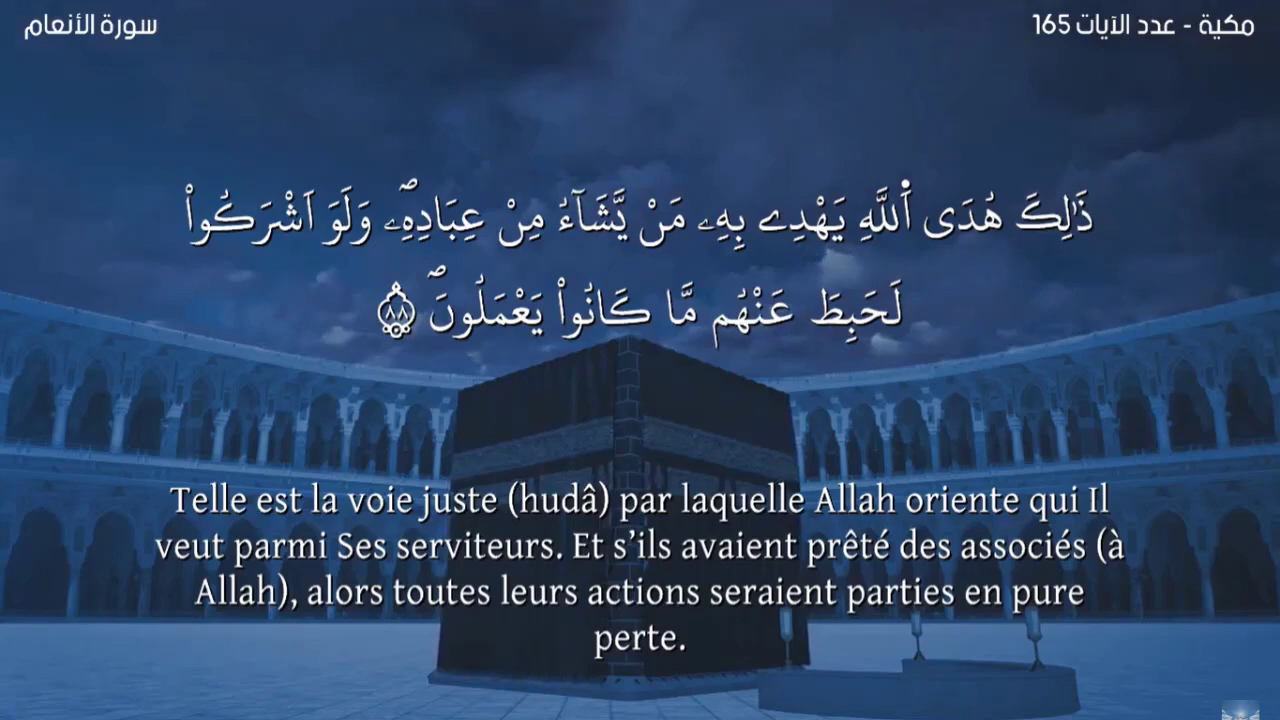 مكية - عدد الآيات 165
سورة الأنعام
ذَٰلِكَ هُدَى اَ۬للَّهِ يَهْدِے بِهِۦ مَنْ يَّشَآءُ مِنْ عِبَادِهِۦۖ وَلَوَ اَشْرَكُواْ
لَحَبِطَ عَنْهُم مَّا كَانُواْ يَعْمَلُونَۖ ٨٨
Telle est la voie juste (hudâ) par laquelle Allah oriente qui Il
veut parmi Ses serviteurs. Et s’ils avaient prêté des associés (à
Allah), alors toutes leurs actions seraient parties en pure
perte.